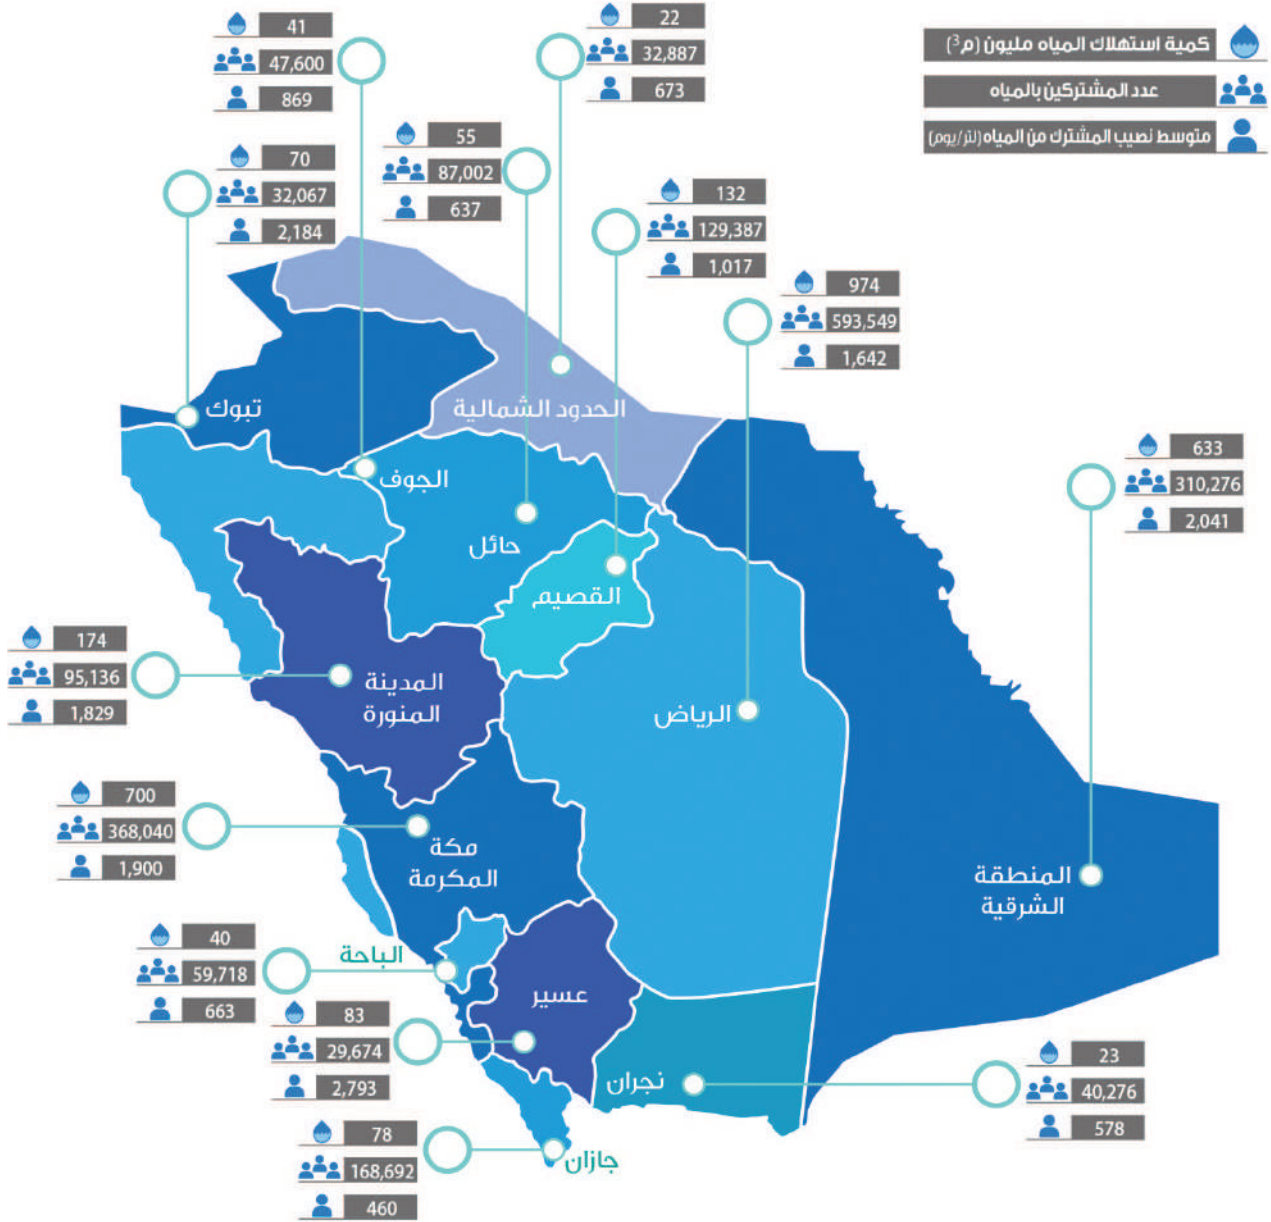 كمية استهلاك المياه مليون (م³)
عدد المشتركين بالمياه
متوسط نصيب المشترك من المياه (لتر/يوم)
41
47,600
869
22
32,887
673
70
32,067
2,184
55
87,002
637
132
129,387
1,017
974
593,549
1,642
633
310,276
2,041
174
95,136
1,829
700
368,040
1,900
40
59,718
663
83
29,674
2,793
78
168,692
460
23
40,276
578
الحدود الشمالية
تبوك
الجوف
حائل
القصيم
المدينة
المنورة
الرياض
مكة
المكرمة
المنطقة
الشرقية
الباحة
عسير
نجران
جازان